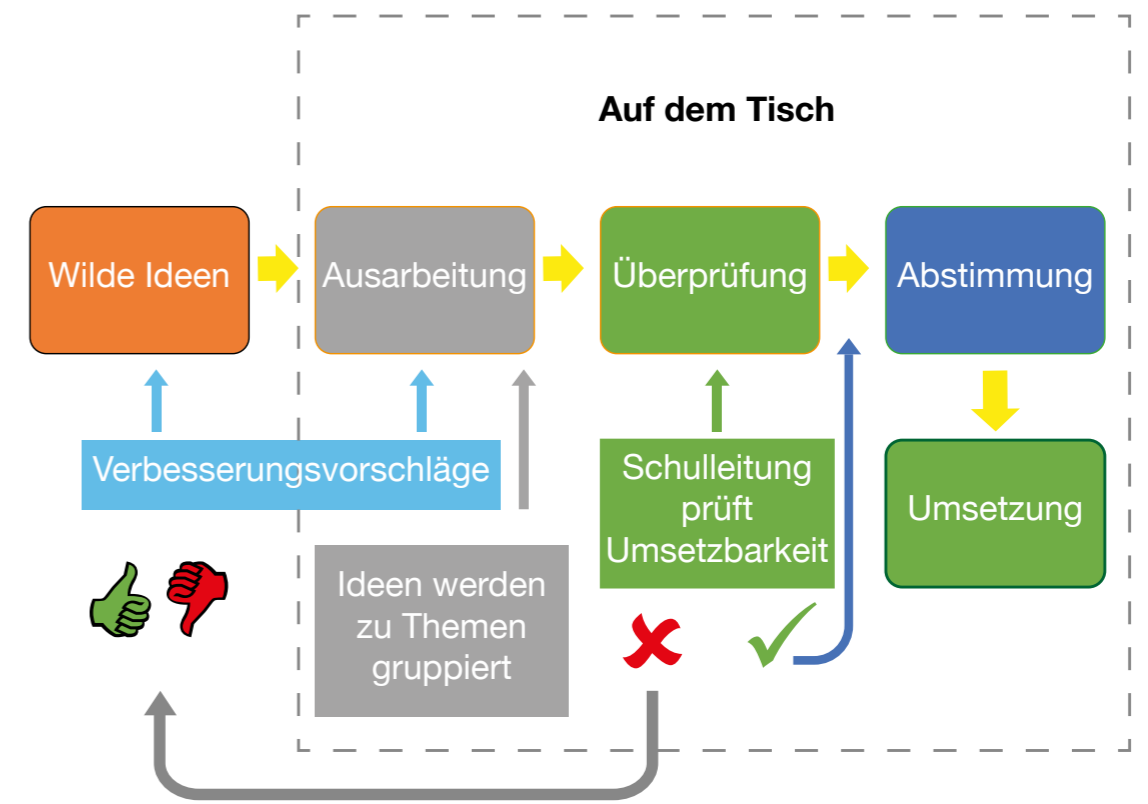 Auf dem Tisch
Wilde Ideen
Ausarbeitung
Überprüfung
Abstimmung
Verbesserungsvorschläge
Schulleitung
prüft
Umsetzbarkeit
Umsetzung
Ideen werden
zu Themen
gruppiert